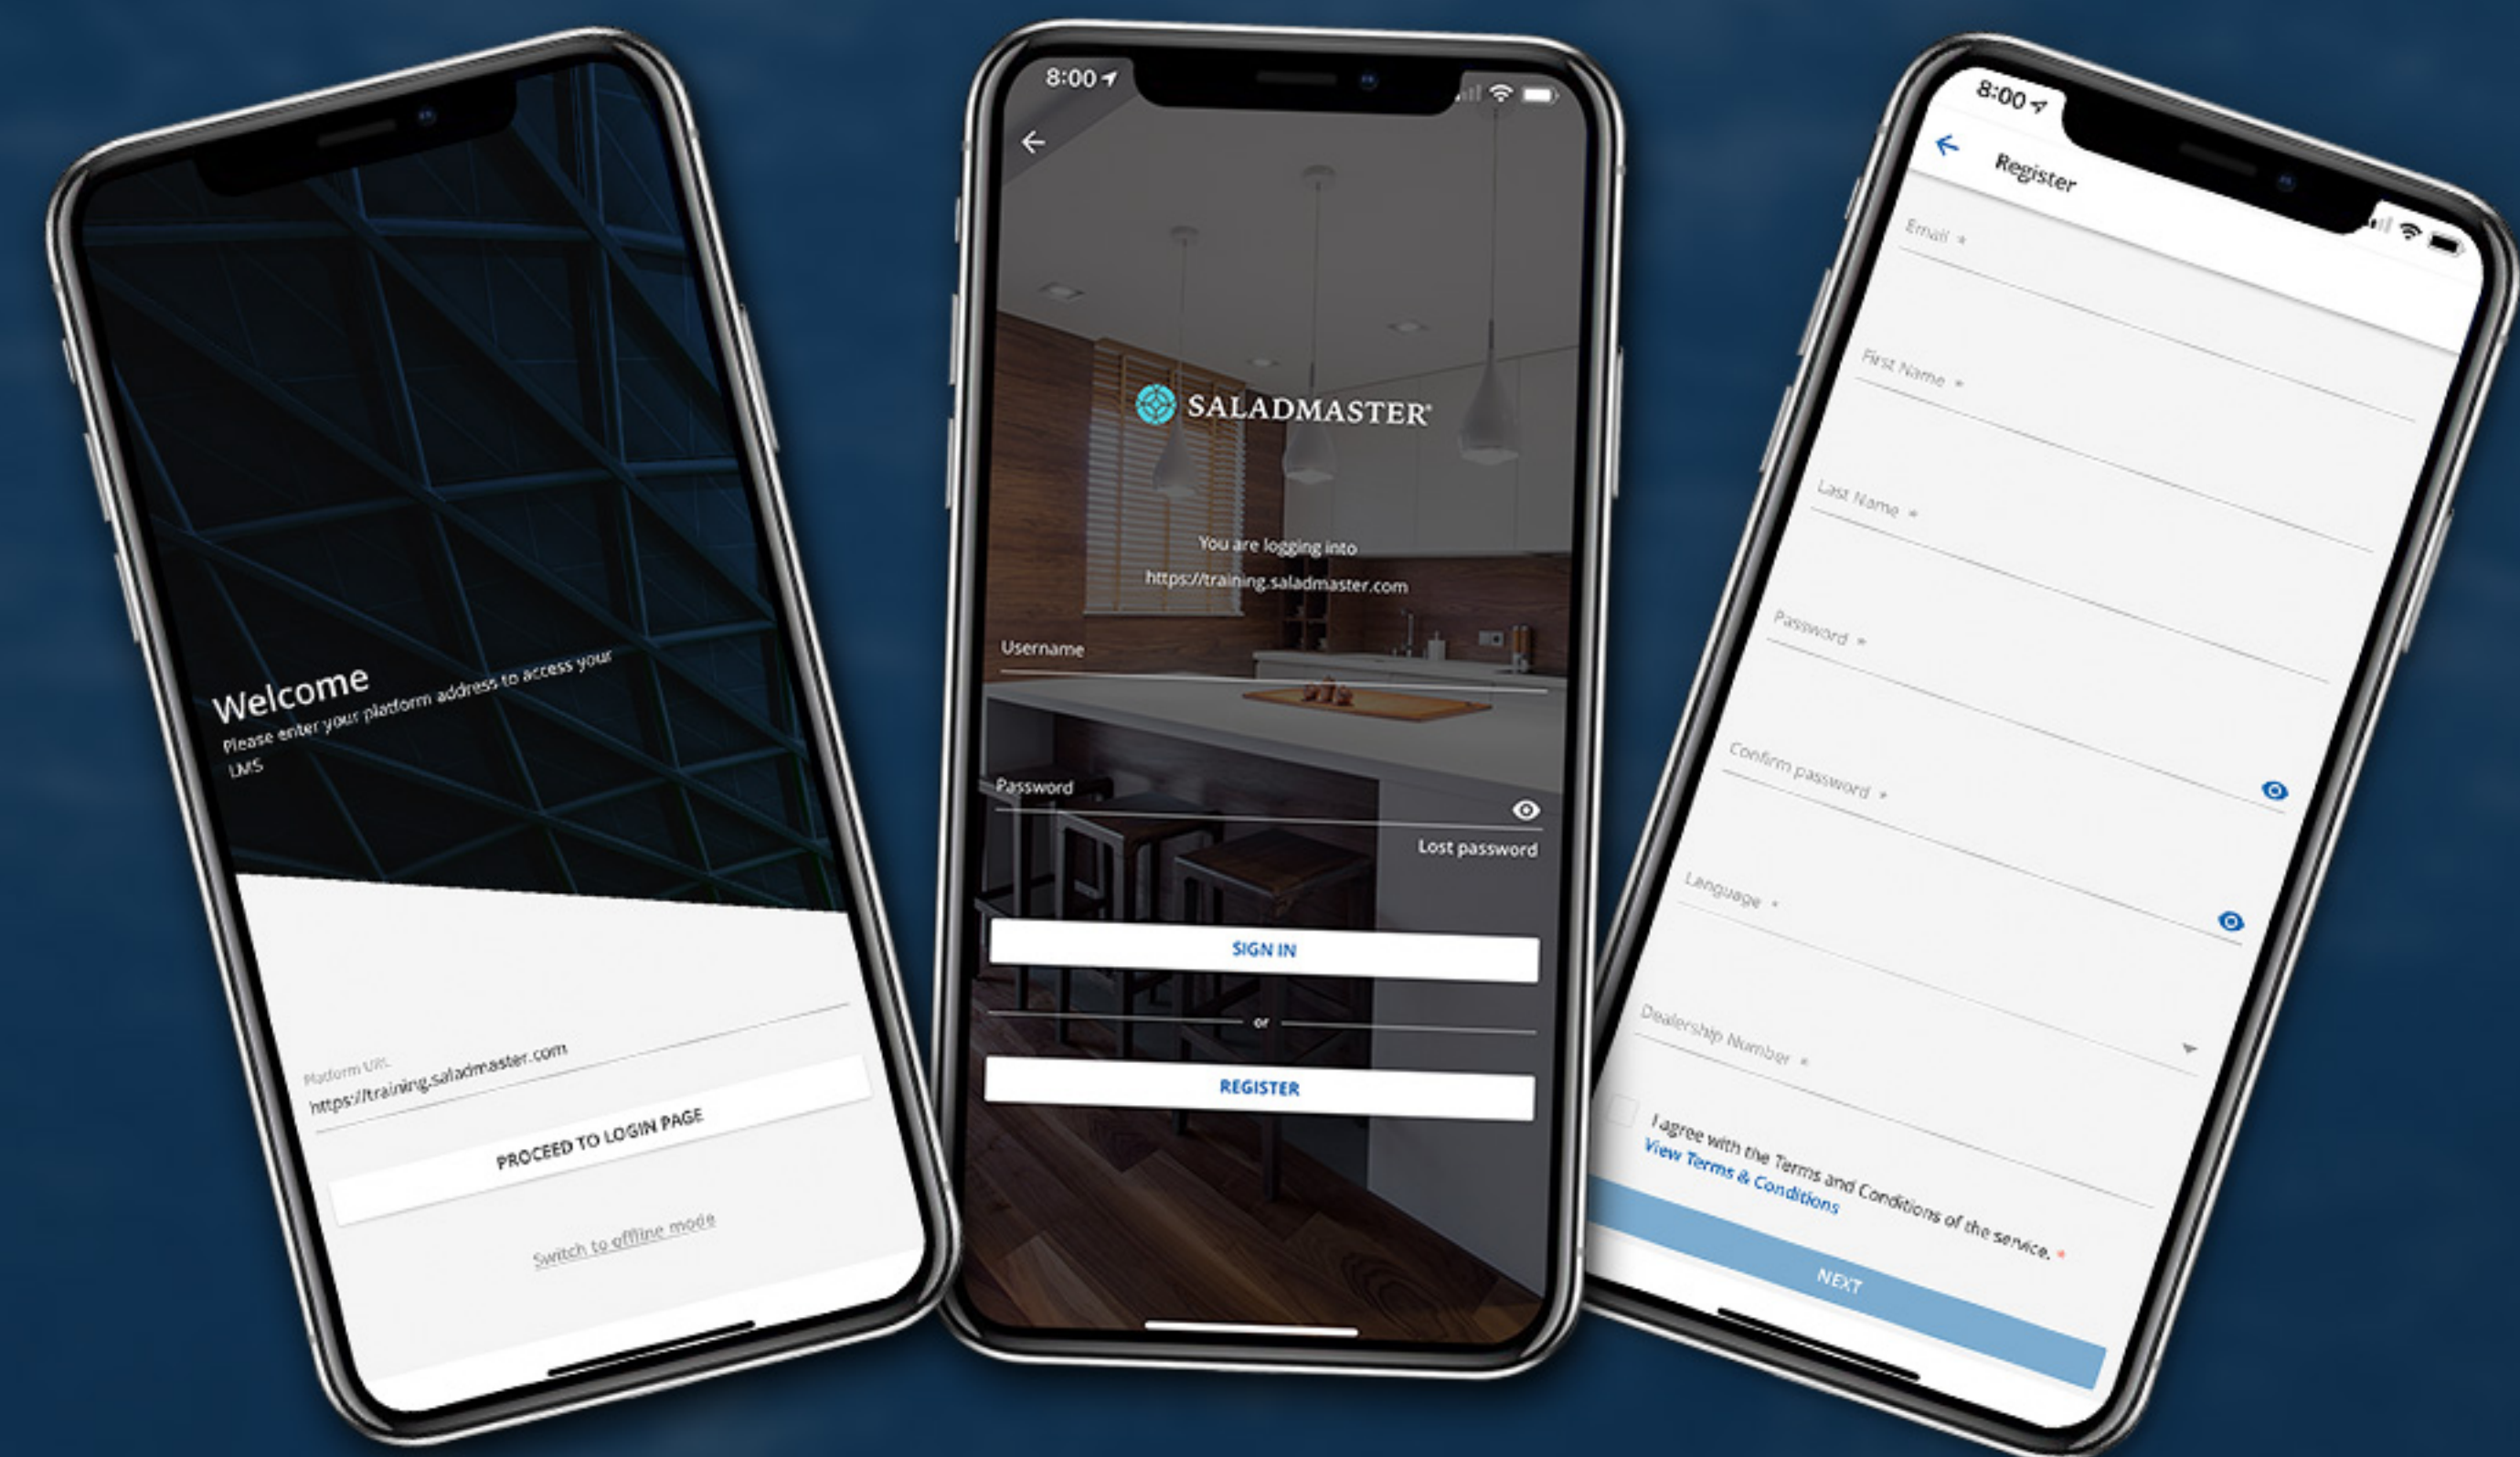 Welcome
Please enter your platform address to access your
LMS
Platform URL
https://training.saladmaster.com
PROCEED TO LOGIN PAGE
Switch to offline mode
8:00
SALADMASTER®
You are logging into
https://training.saladmaster.com
Username
Password
Lost password
SIGN IN
or
REGISTER
8:00
Register
Email *
First Name *
Last Name *
Password *
Confirm password *
Language *
Dealership Number *
I agree with the Terms and Conditions of the service. *
View Terms & Conditions
NEXT